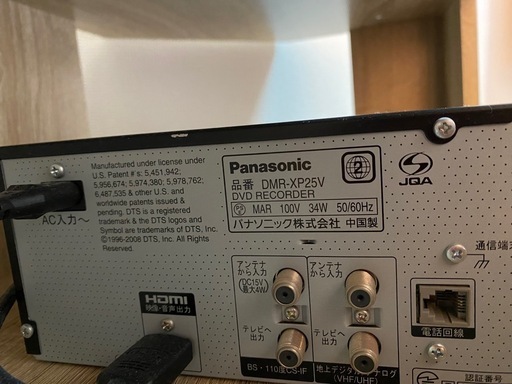 Manufactured under license under
U.S. Patent # s: 5,451,942;
5,956,674; 5,974,380; 5,978,762;
6,487,535 & other U.S. and
worldwide patents issued &
pending. DTS is a registered
trademark & the DTS logos and
Symbol are trademarks of DTS, Inc.
©1996-2008 DTS, Inc. All Rights
Reserved.
AC入力~
Panasonic
品番 DMR-XP25V
DVD RECORDER
MAR 100V 34W 50/60Hz
パナソニック株式会社 中国製
2
JQA
HDMI
映像・音声出力
アンテナ
から入力
(DC15V
最大4W)
テレビへ
出力
BS・110度CS-IF
アンテナ
から入力
テレビへ
出力
地上デジタル
(VHF/UHF)
通信端末
電話回線
認証番号